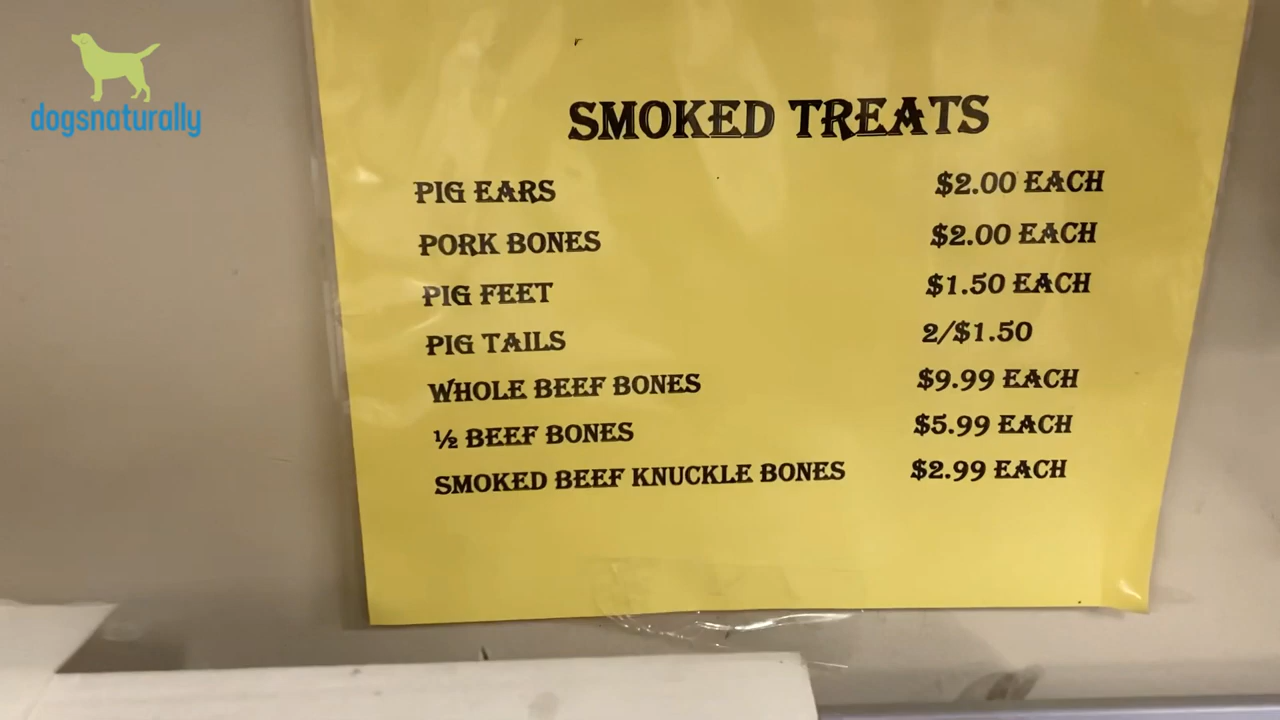 dogsnaturally
SMOKED TREATS
PIG EARS $2.00 EACH
PORK BONES $2.00 EACH
PIG FEET $1.50 EACH
PIG TAILS 2/$1.50
WHOLE BEEF BONES $9.99 EACH
½ BEEF BONES $5.99 EACH
SMOKED BEEF KNUCKLE BONES $2.99 EACH